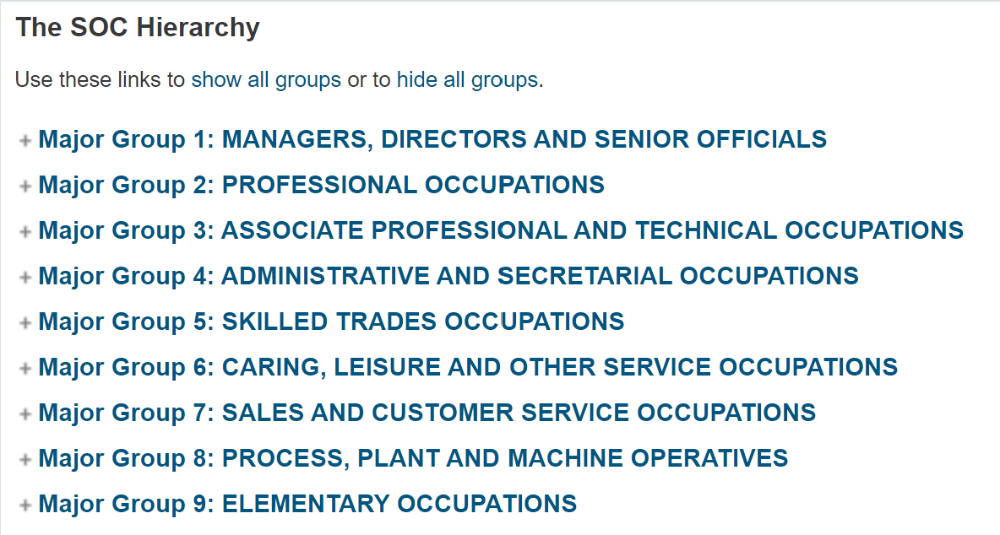 The SOC Hierarchy
Use these links to show all groups or to hide all groups.
+ Major Group 1: MANAGERS, DIRECTORS AND SENIOR OFFICIALS
+ Major Group 2: PROFESSIONAL OCCUPATIONS
+ Major Group 3: ASSOCIATE PROFESSIONAL AND TECHNICAL OCCUPATIONS
+ Major Group 4: ADMINISTRATIVE AND SECRETARIAL OCCUPATIONS
+ Major Group 5: SKILLED TRADES OCCUPATIONS
+ Major Group 6: CARING, LEISURE AND OTHER SERVICE OCCUPATIONS
+ Major Group 7: SALES AND CUSTOMER SERVICE OCCUPATIONS
+ Major Group 8: PROCESS, PLANT AND MACHINE OPERATIVES
+ Major Group 9: ELEMENTARY OCCUPATIONS